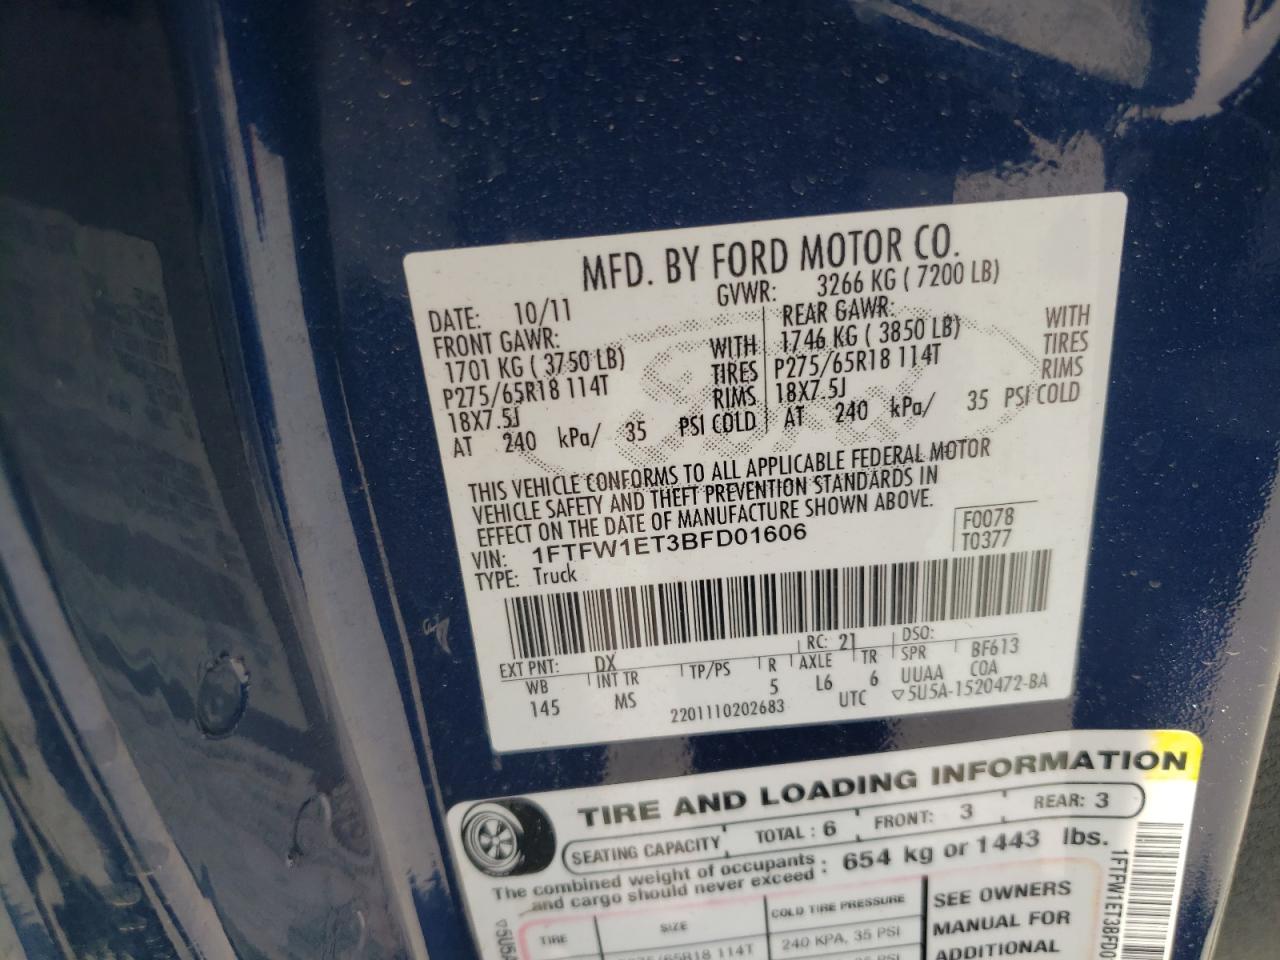 MFD. BY FORD MOTOR CO.
DATE: 10/11 GVWR: 3266 KG ( 7200 LB)
FRONT GAWR: REAR GAWR:
1701 KG ( 3750 LB) WITH 1746 KG ( 3850 LB) WITH
P275/65R18 114T TIRES P275/65R18 114T TIRES
18X7.5J RIMS 18X7.5J RIMS
AT 240 kPa/ 35 PSI COLD AT 240 kPa/ 35 PSI COLD
THIS VEHICLE CONFORMS TO ALL APPLICABLE FEDERAL MOTOR
VEHICLE SAFETY AND THEFT PREVENTION STANDARDS IN
EFFECT ON THE DATE OF MANUFACTURE SHOWN ABOVE.
VIN: 1FTFW1ET3BFD01606 F0078
TYPE: Truck T0377
EXT PNT: DX RC: 21 DSO: BF613
WB INT TR TP/PS R AXLE TR SPR COA
145 MS 5 L6 6 UUAA
2201110202683 UTC ▽5U5A-1520472-BA
TIRE AND LOADING INFORMATION
SEATING CAPACITY TOTAL : 6 FRONT: 3 REAR: 3
The combined weight of occupants : 654 kg or 1443 lbs.
and cargo should never exceed
TIRE SIZE COLD TIRE PRESSURE SEE OWNERS
MANUAL FOR
114T 240 KPA, 35 PSI ADDITIONAL
PSI
▽5U5A
1FTFW1ET3BFD0